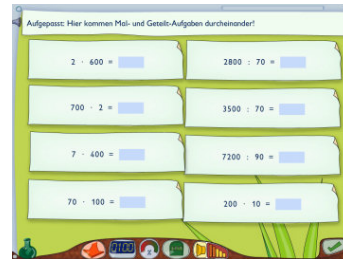 Aufgepasst: Hier kommen Mal- und Geteilt-Aufgaben durcheinander!
2 · 600 =
2800 : 70 =
700 · 2 =
3500 : 70 =
7 · 400 =
7200 : 90 =
70 · 100 =
200 · 10 =